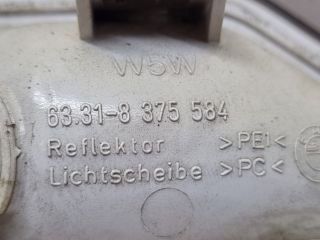 W5W
63.31-8 375 584
Reflektor >PEI<
Lichtscheibe >PC<